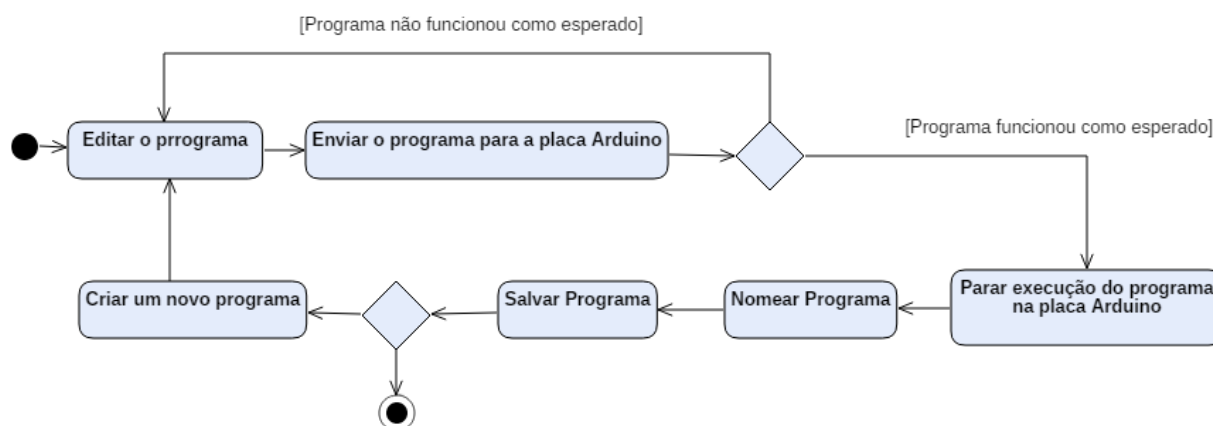 [Programa não funcionou como esperado]
[Programa funcionou como esperado]
Editar o prrograma
Enviar o programa para a placa Arduino
Parar execução do programa
na placa Arduino
Nomear Programa
Salvar Programa
Criar um novo programa